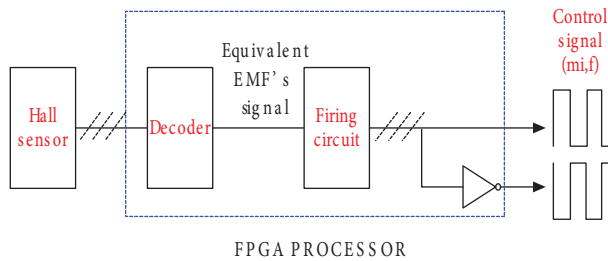 Control
signal
(mi,f)
Equivalent
EMF's
signal
Hall
sensor
Decoder
Firing
circuit
FPGA PROCESSOR